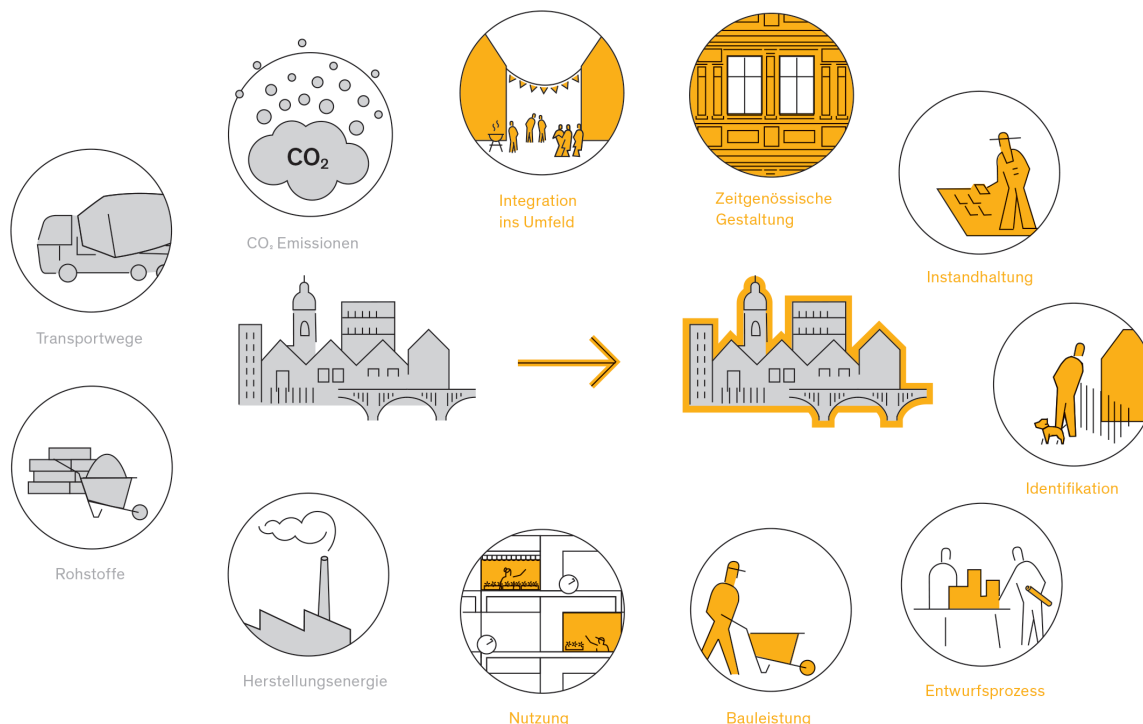 CO₂
Integration
ins Umfeld
Zeitgenössische
Gestaltung
CO₂ Emissionen
Instandhaltung
Transportwege
Identifikation
Rohstoffe
Herstellungsenergie
Entwurfsprozess
Nutzung
Bauleistung